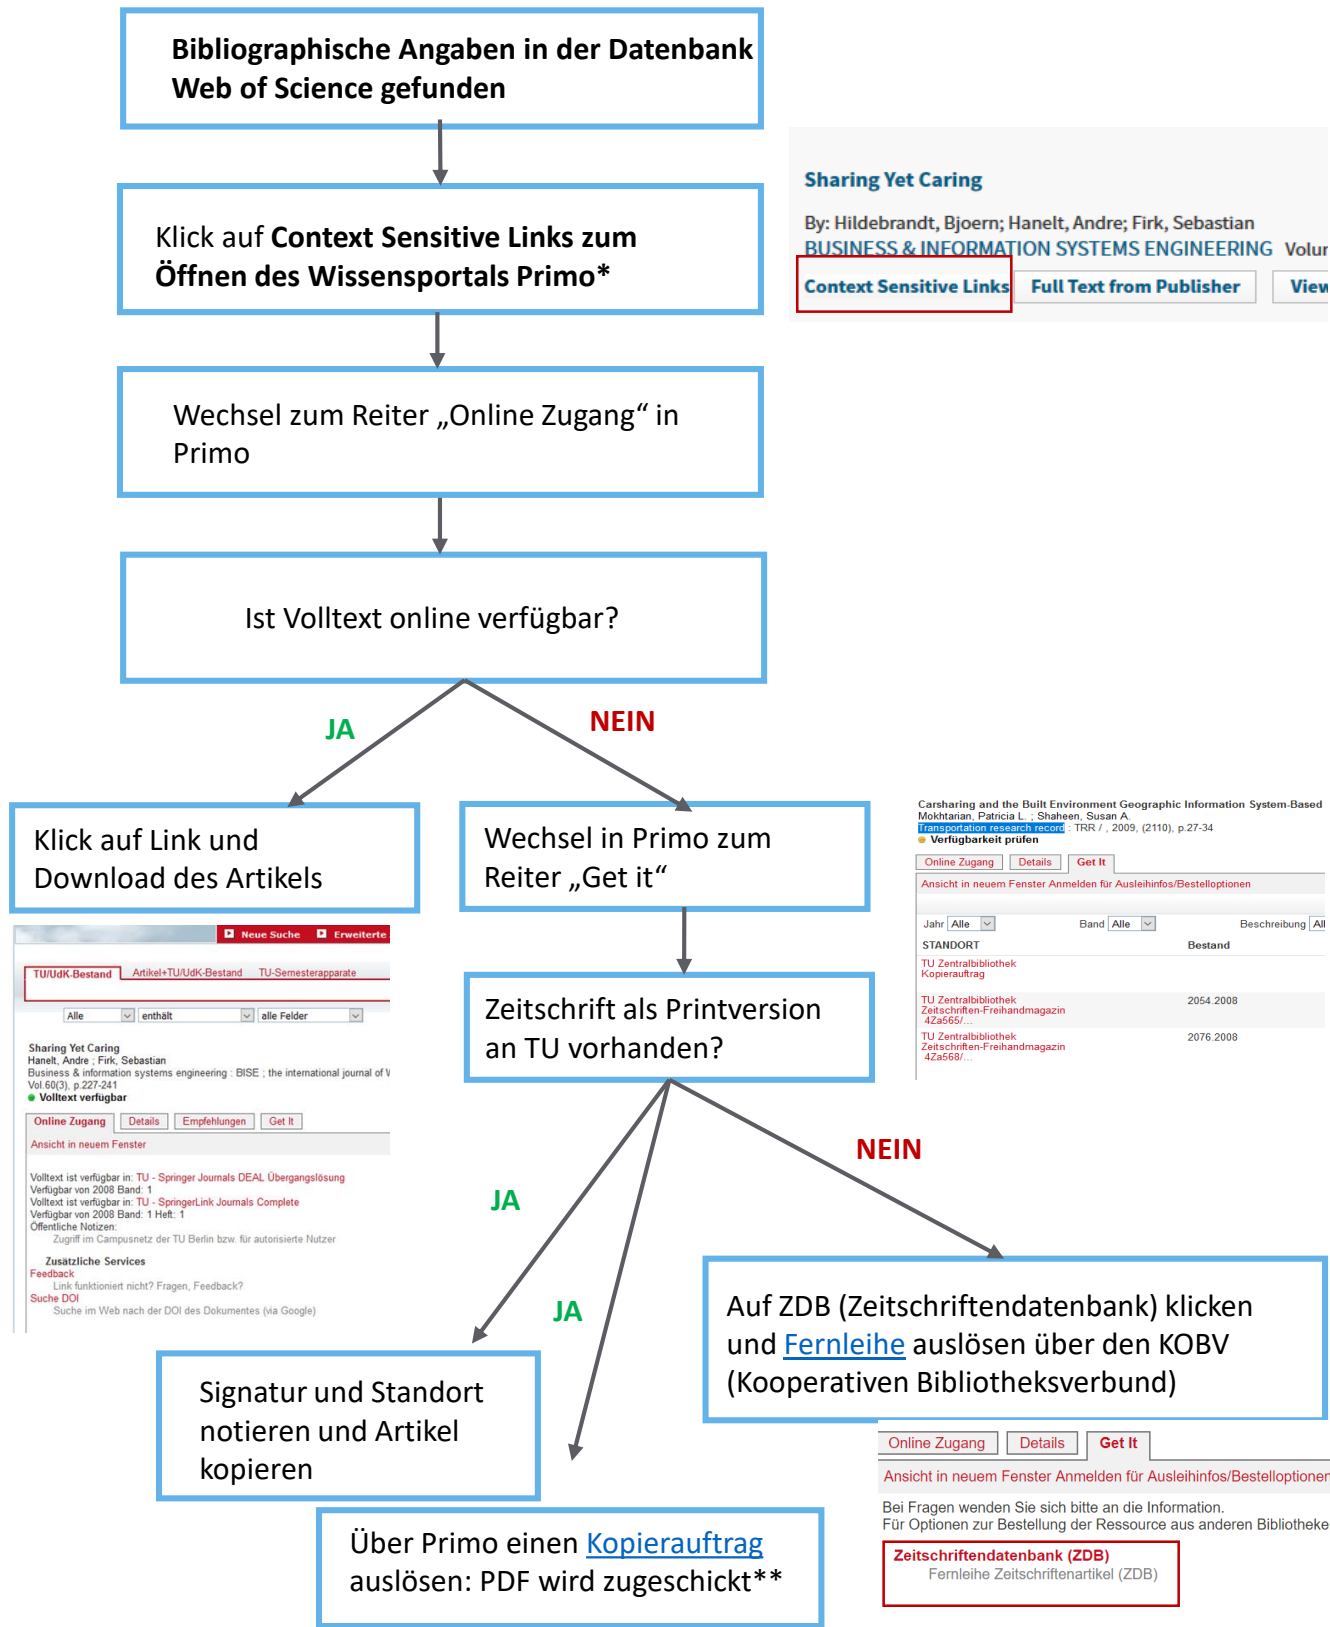 Bibliographische Angaben in der Datenbank
Web of Science gefunden
Klick auf Context Sensitive Links zum
Öffnen des Wissensportals Primo*
Sharing Yet Caring
By: Hildebrandt, Bjoern; Hanelt, Andre; Firk, Sebastian
BUSINESS & INFORMATION SYSTEMS ENGINEERING
Context Sensitive Links Full Text from Publisher View
Wechsel zum Reiter „Online Zugang“ in
Primo
Ist Volltext online verfügbar?
JA
NEIN
Klick auf Link und
Download des Artikels
Wechsel in Primo zum
Reiter „Get it“
Carsharing and the Built Environment Geographic Information System-Based
Mokhtarian, Patricia L. ; Shaheen, Susan A.
Transportation research record : TRR / , 2009, (2110), p.27-34
Verfügbarkeit prüfen
Online Zugang Details Get It
Ansicht in neuem Fenster Anmelden für Ausleihinfos/Bestelloptionen
Jahr Alle Band Alle Beschreibung
STANDORT Bestand
TU Zentralbibliothek
Kopierauftrag
TU Zentralbibliothek 2054.2008
Zeitschriften-Freihandmagazin
4Za565/...
TU Zentralbibliothek 2076.2008
Zeitschriften-Freihandmagazin
4Za568/...
Neue Suche Erweiterte
TU/UdK-Bestand Artikel+TU/UdK-Bestand TU-Semesterapparate
Alle enthält alle Felder
Sharing Yet Caring
Hanelt, Andre ; Firk, Sebastian
Business & information systems engineering : BISE ; the international journal of
Vol.60(3), p.227-241
Volltext verfügbar
Online Zugang Details Empfehlungen Get It
Ansicht in neuem Fenster
Volltext ist verfügbar in: TU - Springer Journals DEAL Übergangslösung
Verfügbar von 2008 Band: 1
Volltext ist verfügbar in: TU - SpringerLink Journals Complete
Verfügbar von 2008 Band: 1 Heft: 1
Öffentliche Notizen:
Zugriff im Campusnetz der TU Berlin bzw. für autorisierte Nutzer
Zusätzliche Services
Feedback
Link funktioniert nicht? Fragen, Feedback?
Suche DOI
Suche im Web nach der DOI des Dokumentes (via Google)
Zeitschrift als Printversion
an TU vorhanden?
NEIN
JA
JA
Auf ZDB (Zeitschriftendatenbank) klicken
und Fernleihe auslösen über den KOBV
(Kooperativen Bibliotheksverbund)
Signatur und Standort
notieren und Artikel
kopieren
Online Zugang Details Get It
Ansicht in neuem Fenster Anmelden für Ausleihinfos/Bestelloptionen
Bei Fragen wenden Sie sich bitte an die Information.
Für Optionen zur Bestellung der Ressource aus anderen Bibliotheke
Zeitschriftendatenbank (ZDB)
Fernleihe Zeitschriftenartikel (ZDB)
Über Primo einen Kopierauftrag
auslösen: PDF wird zugeschickt**